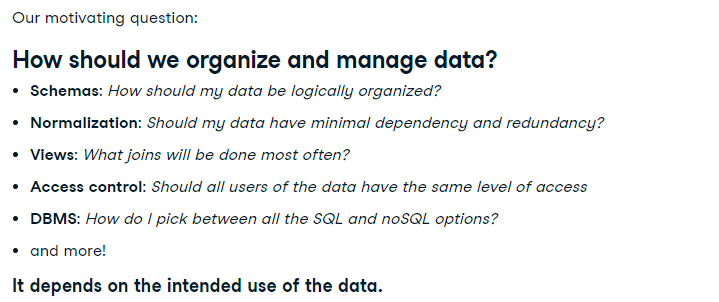 Our motivating question:
How should we organize and manage data?
• Schemas: How should my data be logically organized?
• Normalization: Should my data have minimal dependency and redundancy?
• Views: What joins will be done most often?
• Access control: Should all users of the data have the same level of access
• DBMS: How do I pick between all the SQL and noSQL options?
• and more!
It depends on the intended use of the data.